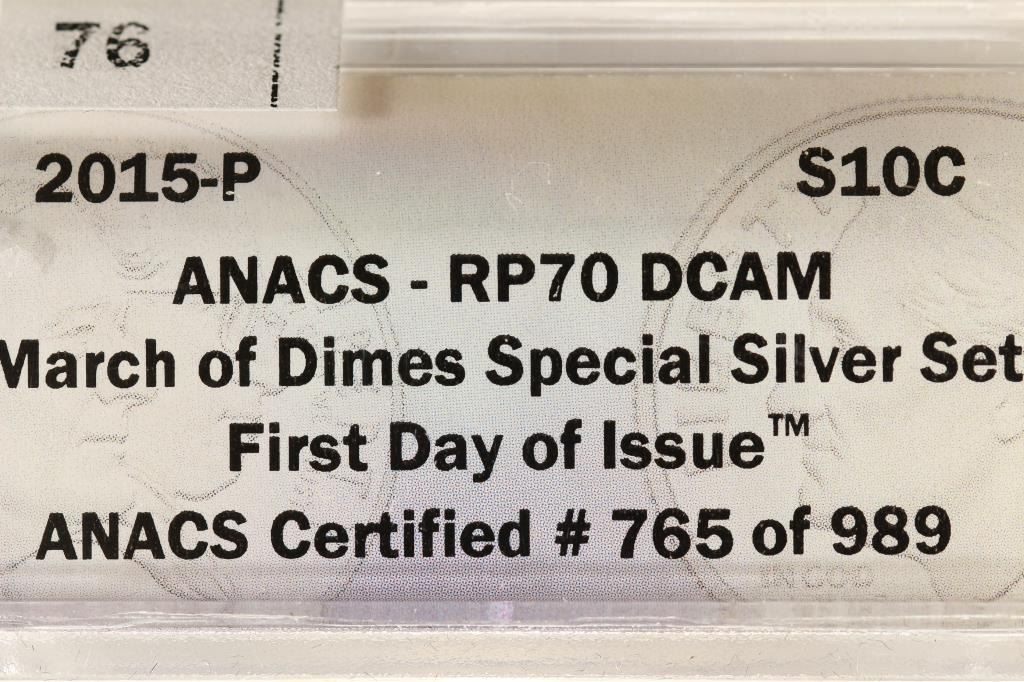 76
2015-P S10C
ANACS - RP70 DCAM
March of Dimes Special Silver Set
First Day of Issue™
ANACS Certified # 765 of 989